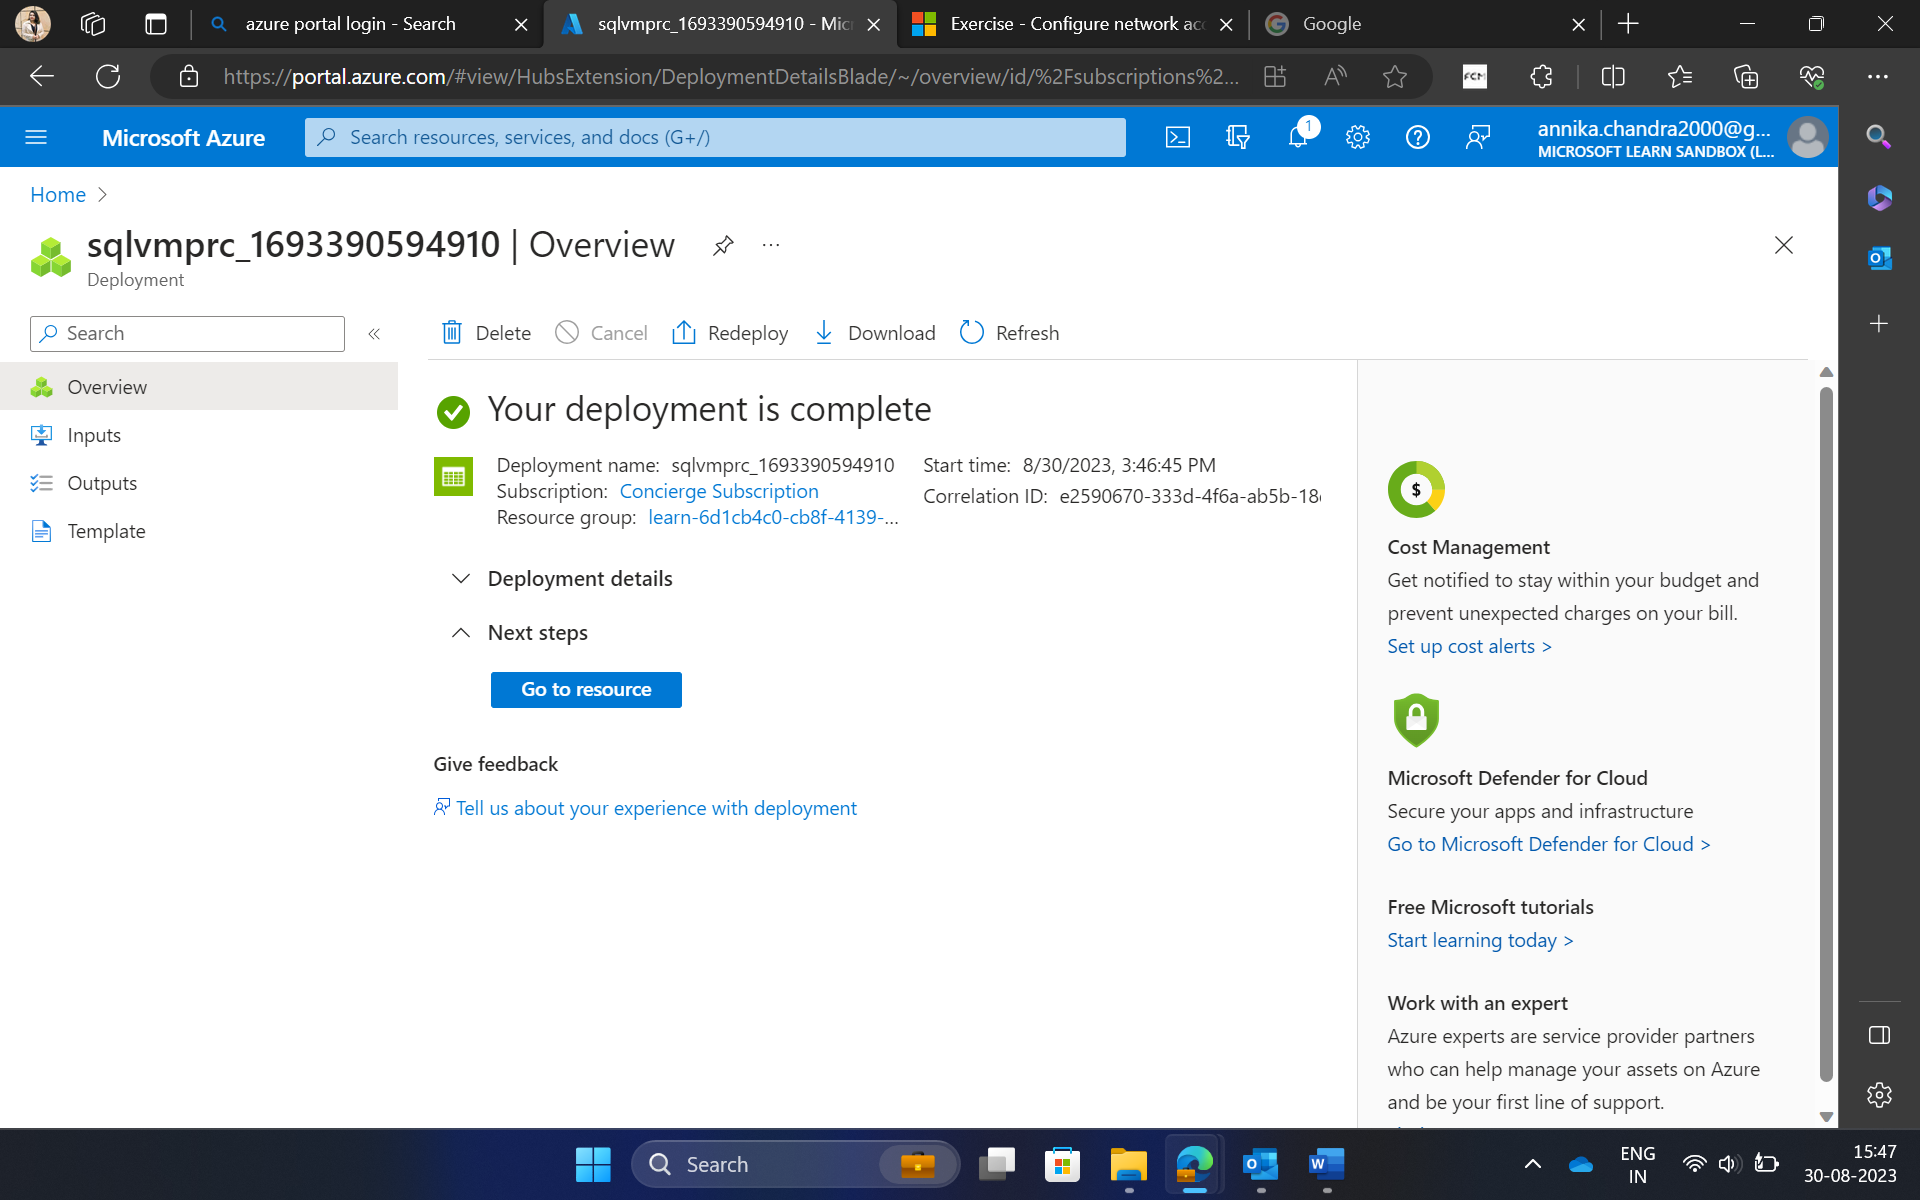 azure portal login - Search
sqlvmprc_1693390594910 - Mic
Exercise - Configure network acc
Google
https://portal.azure.com/#view/HubsExtension/DeploymentDetailsBlade/~/overview/id/%2Fsubscriptions%2...
FCM
Microsoft Azure
Search resources, services, and docs (G+/)
1
annika.chandra2000@g...
MICROSOFT LEARN SANDBOX (L...
Home
sqlvmprc_1693390594910 | Overview
Deployment
Search
Delete
Cancel
Redeploy
Download
Refresh
Overview
Inputs
Outputs
Template
Your deployment is complete
Deployment name: sqlvmprc_1693390594910
Subscription: Concierge Subscription
Resource group: learn-6d1cb4c0-cb8f-4139-...
Start time: 8/30/2023, 3:46:45 PM
Correlation ID: e2590670-333d-4f6a-ab5b-18
Deployment details
Next steps
Go to resource
Give feedback
Tell us about your experience with deployment
$
Cost Management
Get notified to stay within your budget and
prevent unexpected charges on your bill.
Set up cost alerts >
Microsoft Defender for Cloud
Secure your apps and infrastructure
Go to Microsoft Defender for Cloud >
Free Microsoft tutorials
Start learning today >
Work with an expert
Azure experts are service provider partners
who can help manage your assets on Azure
and be your first line of support.
Search
ENG
IN
15:47
30-08-2023